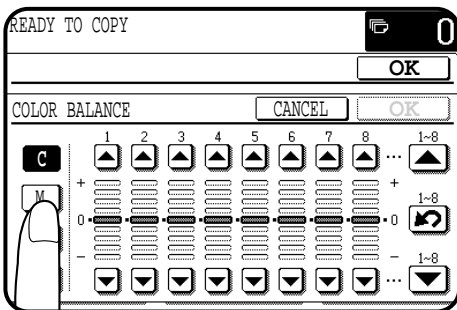 READY TO COPY 0
OK
COLOR BALANCE CANCEL OK
1 2 3 4 5 6 7 8 1~8
C ...
M + + 1~8
0 0
- - 1~8
...